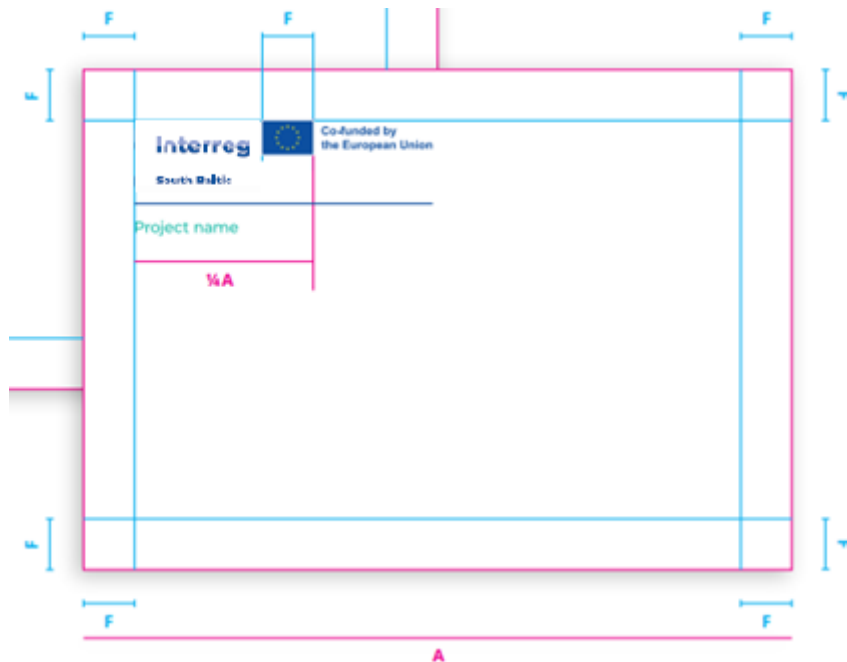 F F F
F F
Interreg
Co-funded by
the European Union
South Baltic
Project name
¼A
F F
F F
A